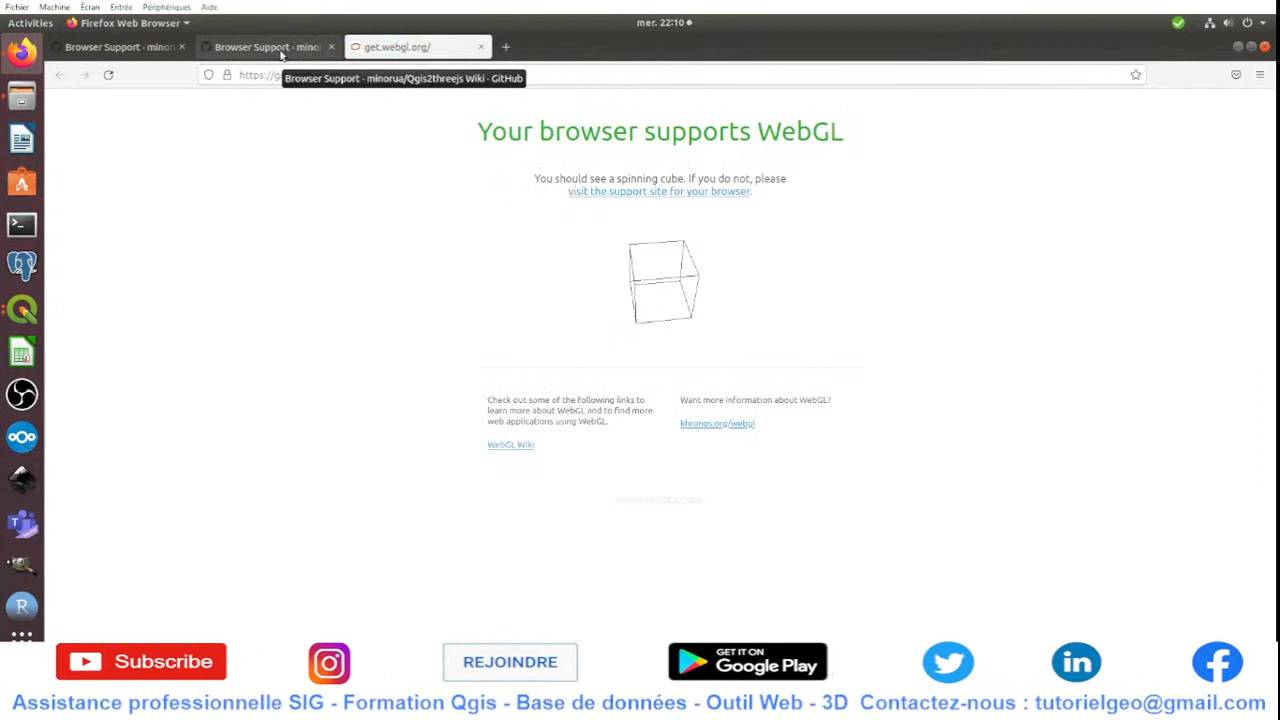 Fichier Machine Écran Entrée Périphériques Aide
Activities Firefox Web Browser mer. 22:10
Browser Support - minor Browser Support - minor get.webgl.org/
https://g
Browser Support · minorua/Qgis2threejs Wiki · GitHub
Your browser supports WebGL
You should see a spinning cube. If you do not, please
visit the support site for your browser.
Check out some of the following links to
learn more about WebGL and to find more
web applications using WebGL.
WebGL Wiki
Want more information about WebGL?
khronos.org/webgl
Subscribe
REJOINDRE
GET IT ON
Google Play
Assistance professionnelle SIG - Formation Qgis - Base de données - Outil Web - 3D Contactez-nous : tutorielgeo@gmail.com